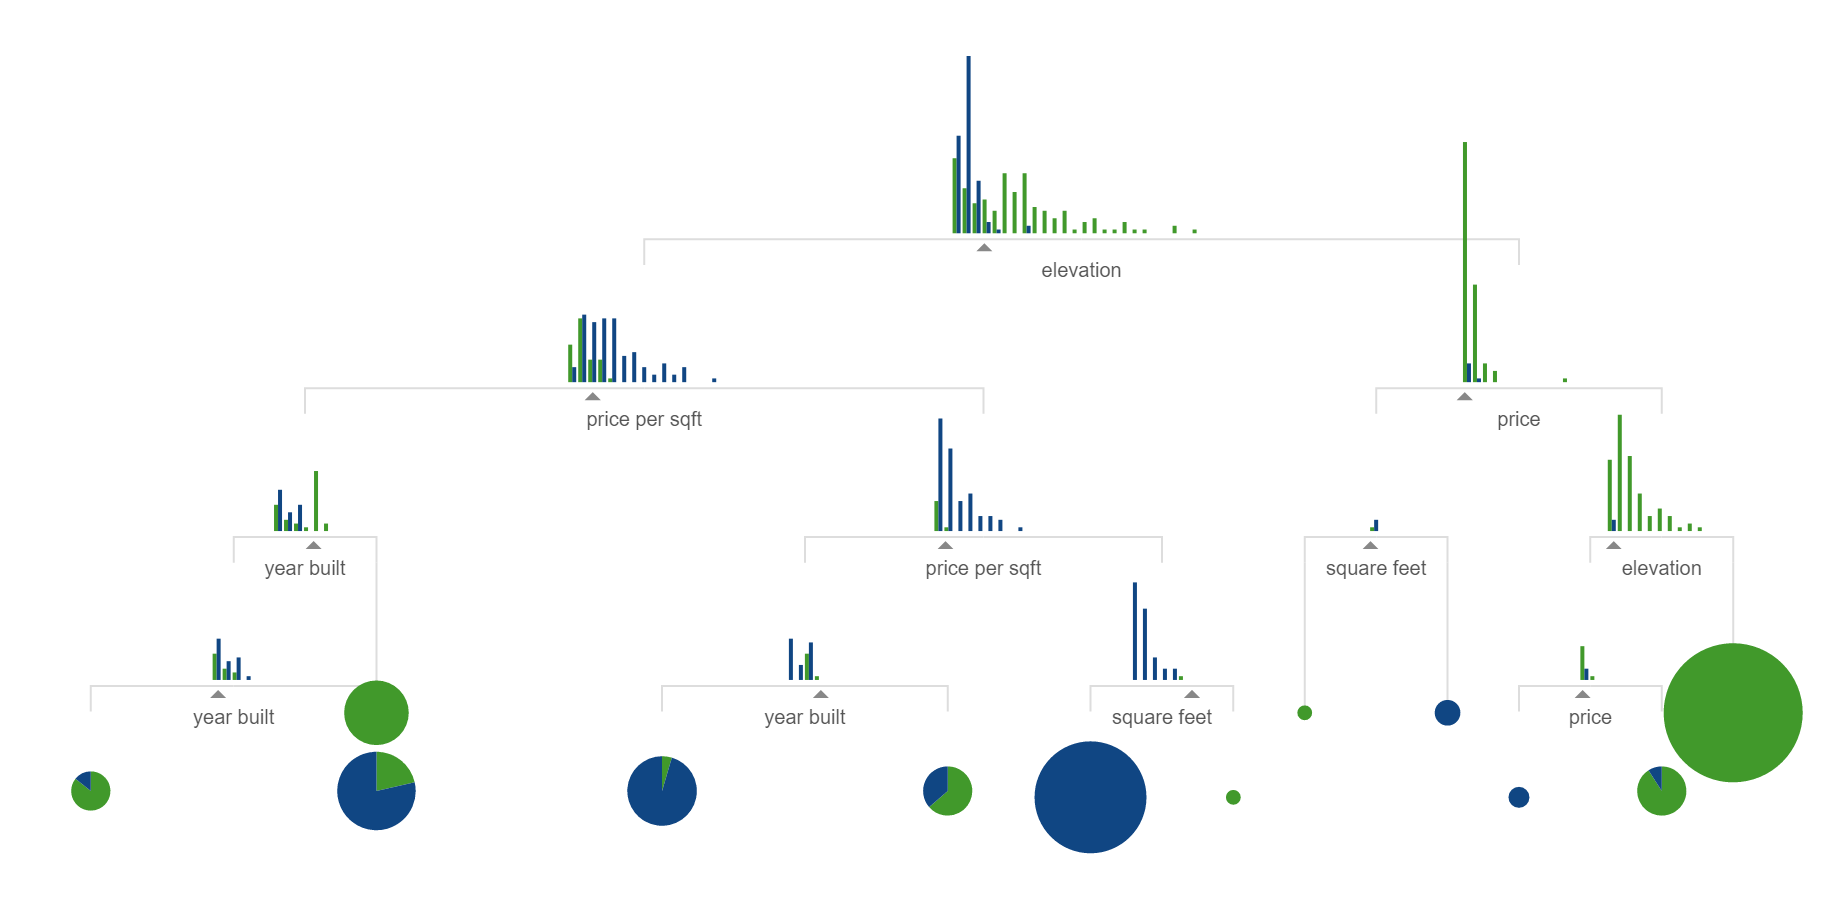 elevation
price per sqft
price
year built
price per sqft
square feet
elevation
year built
year built
square feet
price